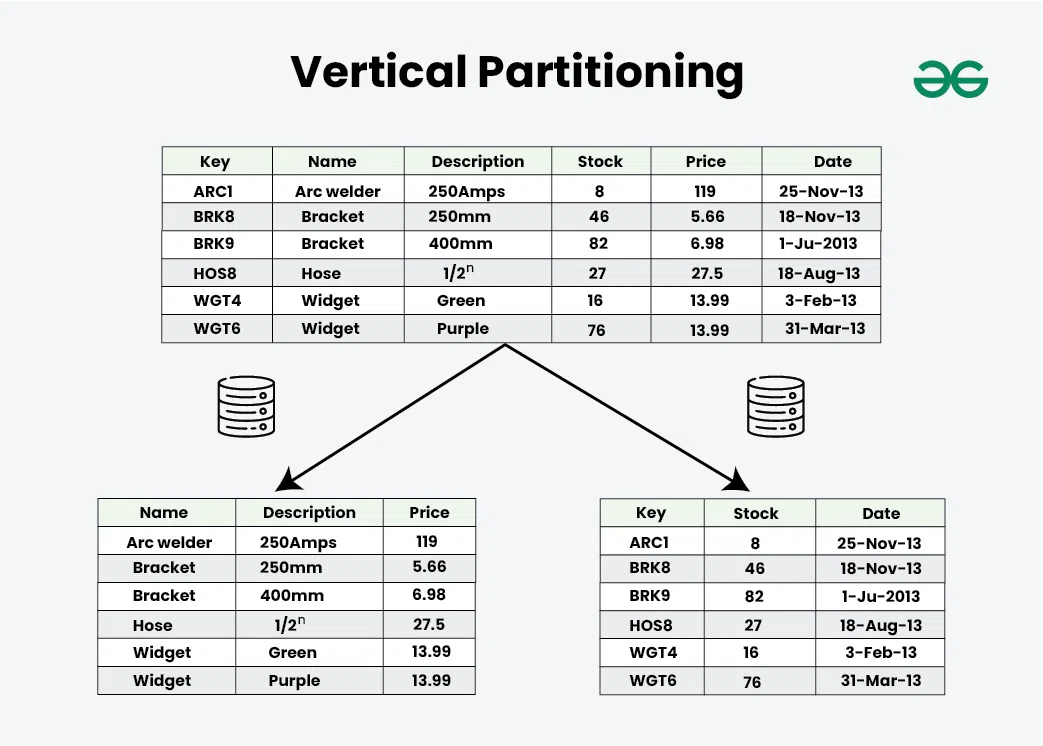 Vertical Partitioning
Key Name Description Stock Price Date
ARC1 Arc welder 250Amps 8 119 25-Nov-13
BRK8 Bracket 250mm 46 5.66 18-Nov-13
BRK9 Bracket 400mm 82 6.98 1-Ju-2013
HOS8 Hose 1/2ⁿ 27 27.5 18-Aug-13
WGT4 Widget Green 16 13.99 3-Feb-13
WGT6 Widget Purple 76 13.99 31-Mar-13
Name Description Price
Arc welder 250Amps 119
Bracket 250mm 5.66
Bracket 400mm 6.98
Hose 1/2ⁿ 27.5
Widget Green 13.99
Widget Purple 13.99
Key Stock Date
ARC1 8 25-Nov-13
BRK8 46 18-Nov-13
BRK9 82 1-Ju-2013
HOS8 27 18-Aug-13
WGT4 16 3-Feb-13
WGT6 76 31-Mar-13